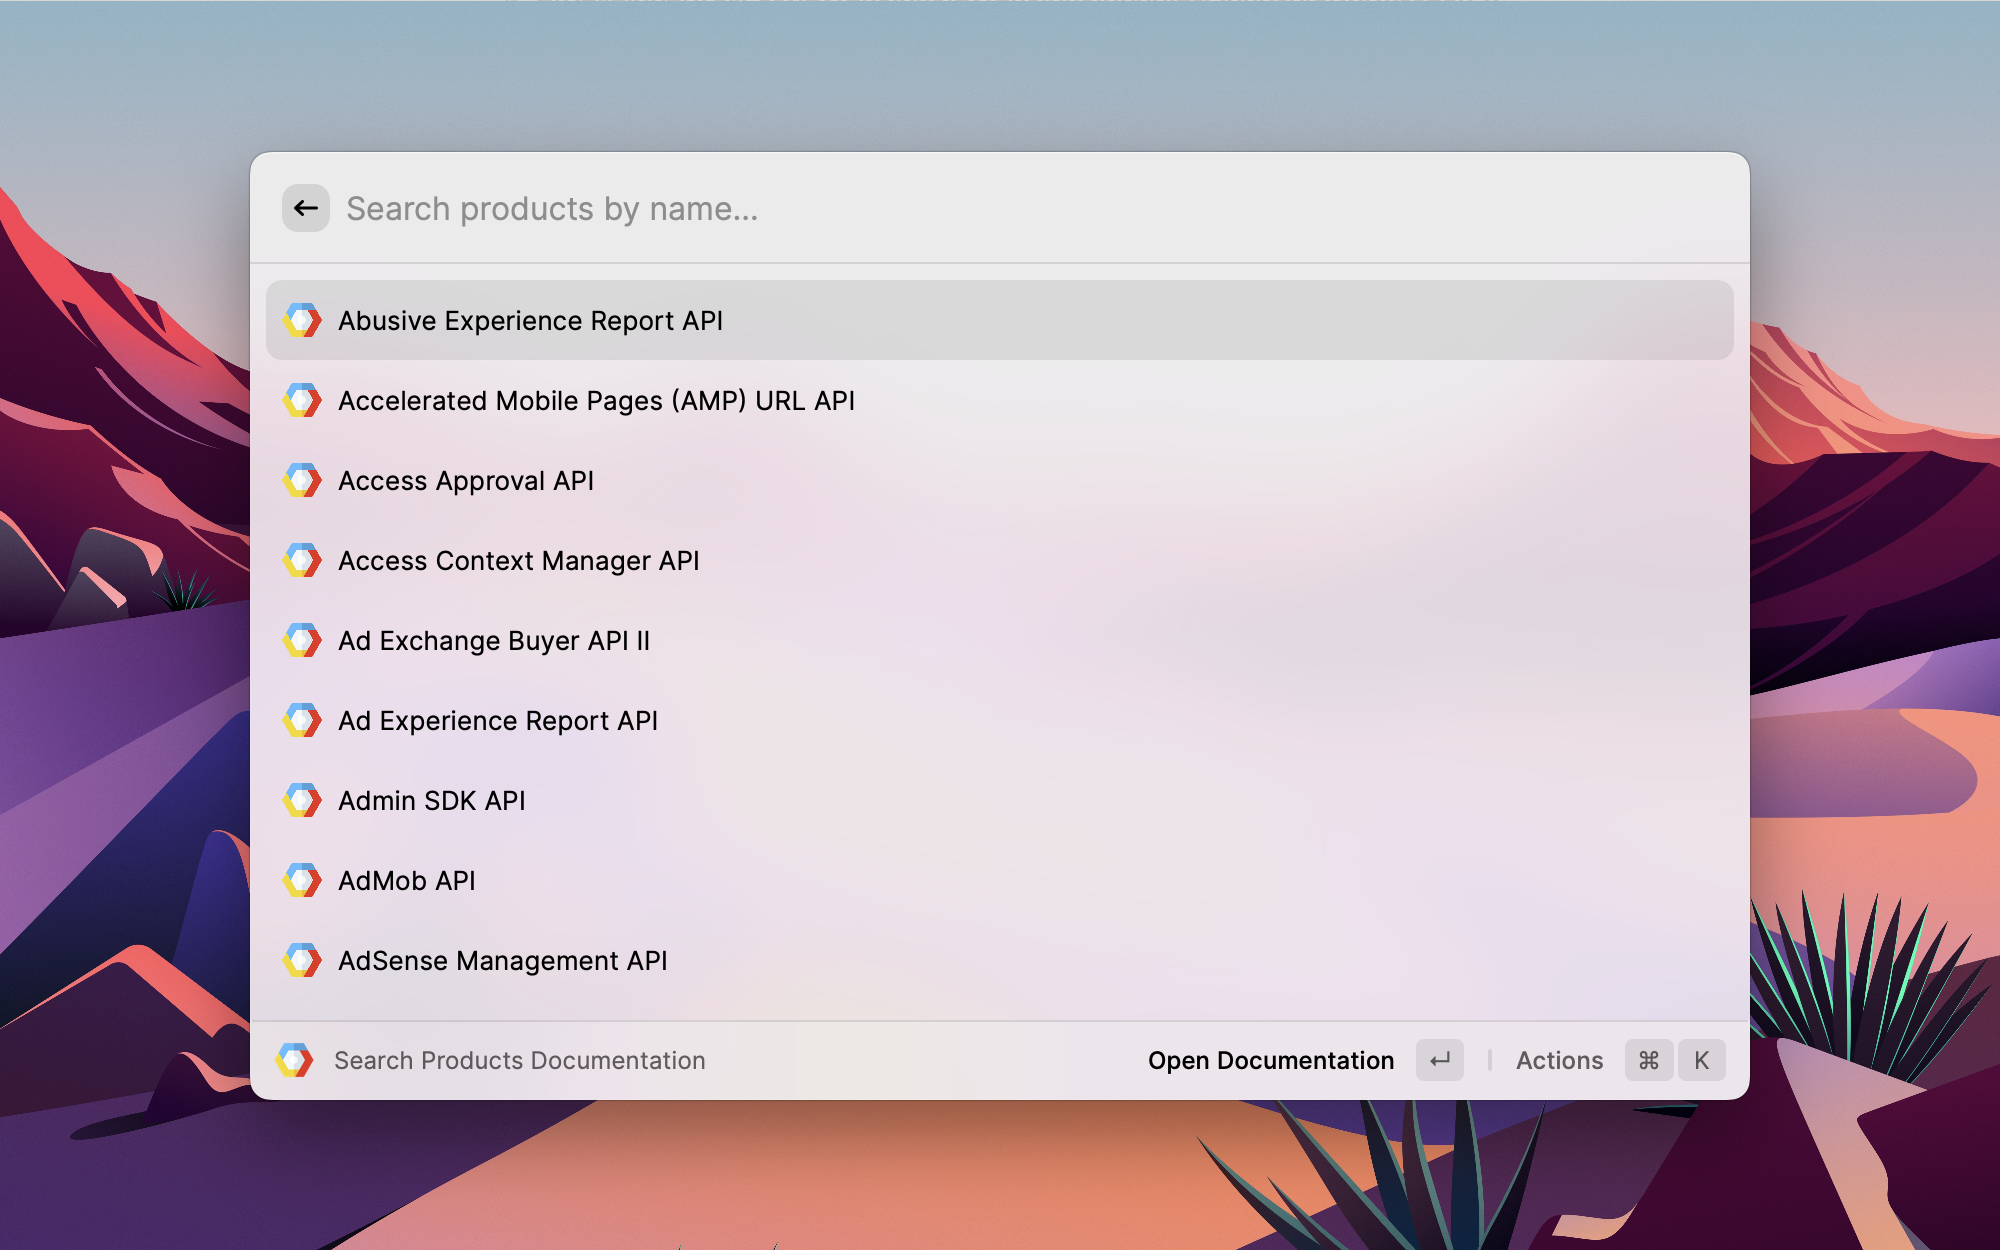 Search products by name...
Abusive Experience Report API
Accelerated Mobile Pages (AMP) URL API
Access Approval API
Access Context Manager API
Ad Exchange Buyer API II
Ad Experience Report API
Admin SDK API
AdMob API
AdSense Management API
Search Products Documentation
Open Documentation ↵ | Actions ⌘ K